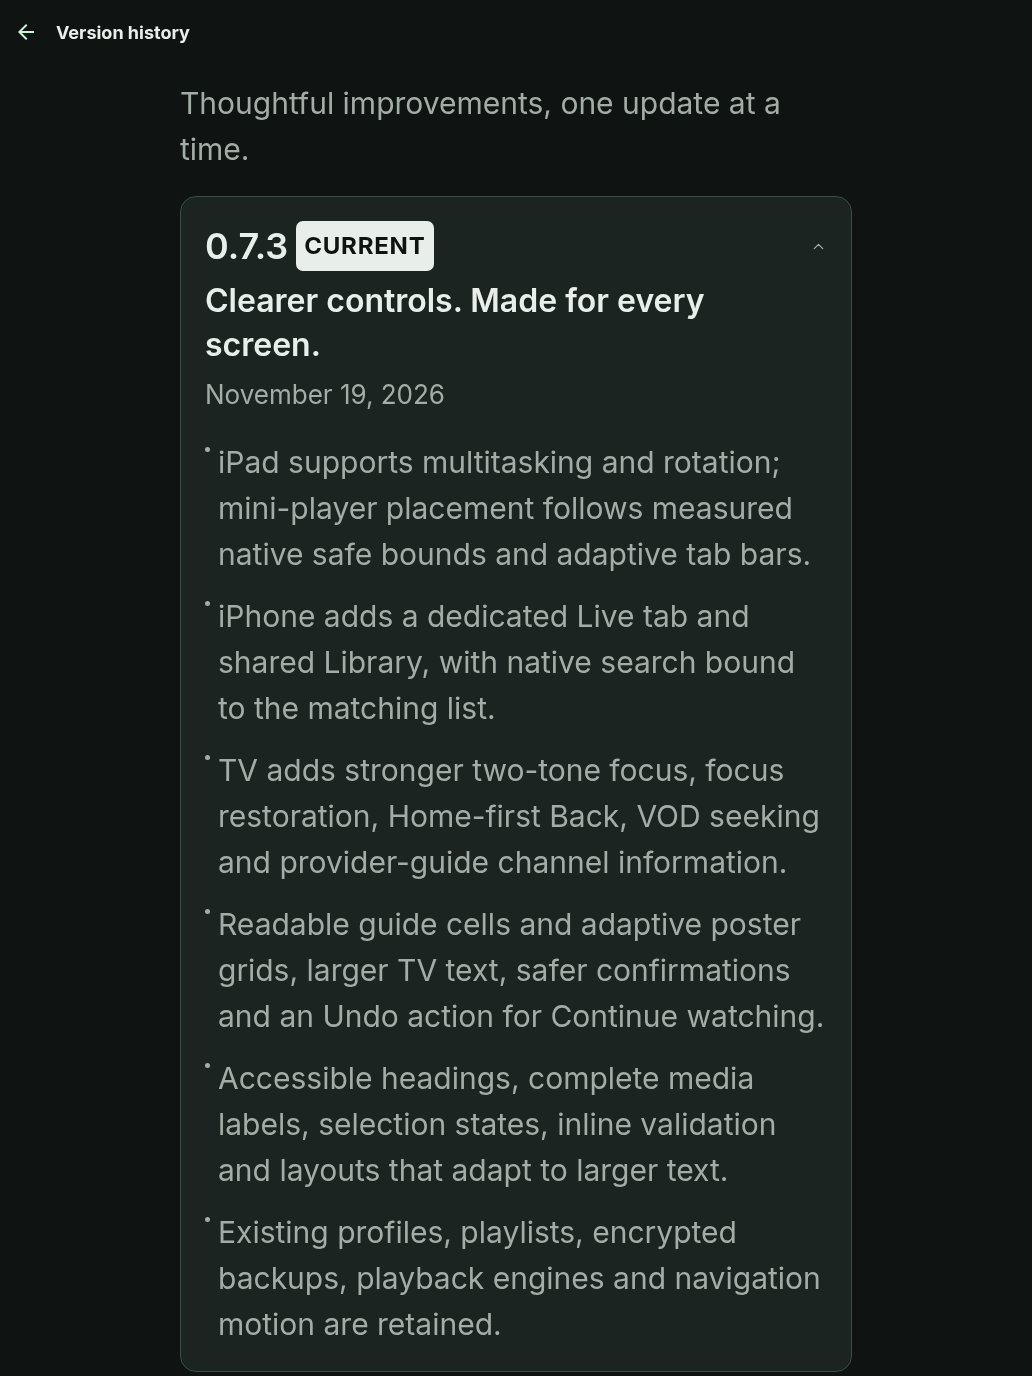 Version history
Thoughtful improvements, one update at a
time.
0.7.3 CURRENT
Clearer controls. Made for every
screen.
November 19, 2026
• iPad supports multitasking and rotation;
mini-player placement follows measured
native safe bounds and adaptive tab bars.
• iPhone adds a dedicated Live tab and
shared Library, with native search bound
to the matching list.
• TV adds stronger two-tone focus, focus
restoration, Home-first Back, VOD seeking
and provider-guide channel information.
• Readable guide cells and adaptive poster
grids, larger TV text, safer confirmations
and an Undo action for Continue watching.
• Accessible headings, complete media
labels, selection states, inline validation
and layouts that adapt to larger text.
• Existing profiles, playlists, encrypted
backups, playback engines and navigation
motion are retained.